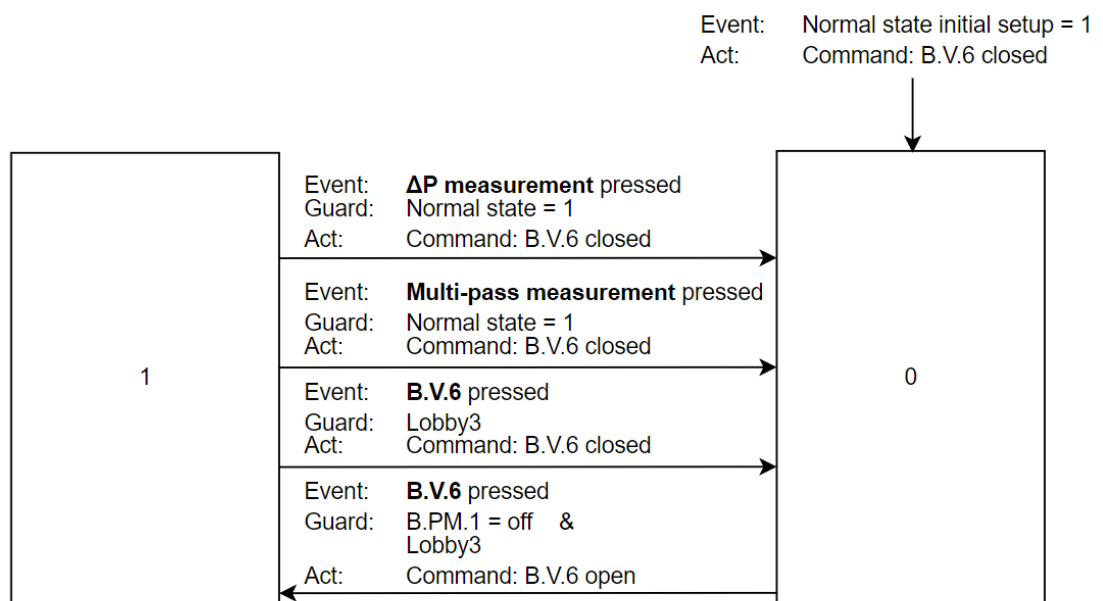 Event: Normal state initial setup = 1
Act: Command: B.V.6 closed
Event: ΔP measurement pressed
Guard: Normal state = 1
Act: Command: B.V.6 closed
Event: Multi-pass measurement pressed
Guard: Normal state = 1
Act: Command: B.V.6 closed
1
0
Event: B.V.6 pressed
Guard: Lobby3
Act: Command: B.V.6 closed
Event: B.V.6 pressed
Guard: B.PM.1 = off &
Lobby3
Act: Command: B.V.6 open